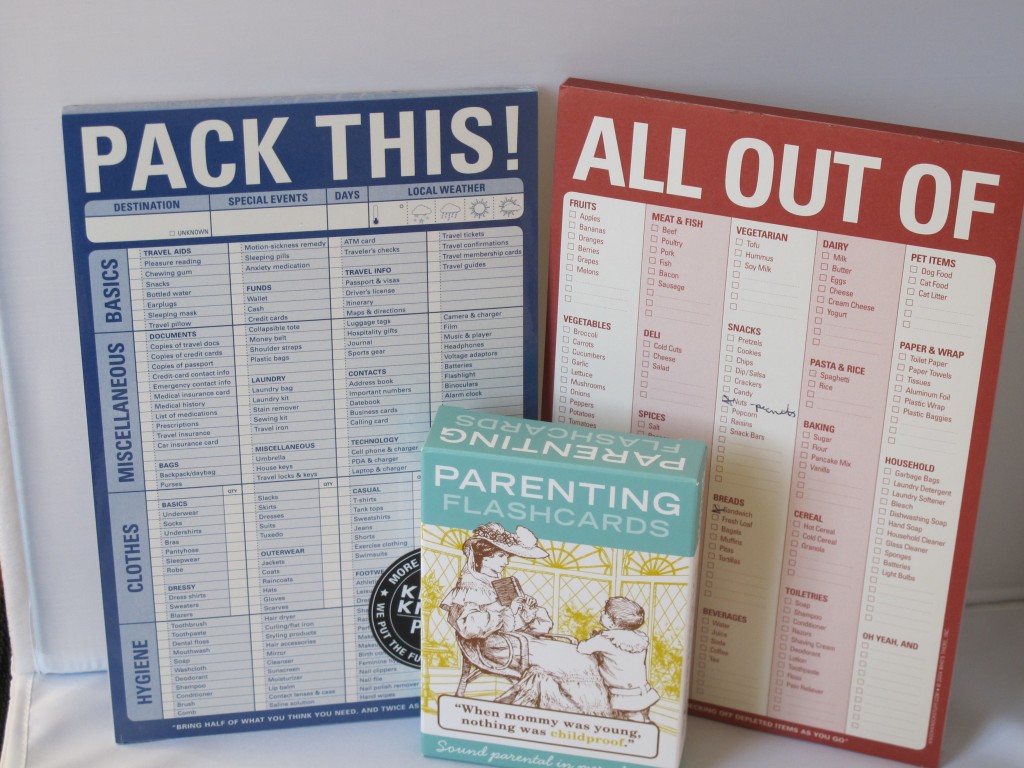 PACK THIS!
DESTINATION
SPECIAL EVENTS
DAYS
LOCAL WEATHER
UNKNOWN
BASICS
TRAVEL AIDS
Pleasure reading
Chewing gum
Snacks
Bottled water
Earplugs
Sleeping mask
Travel pillow
Motion-sickness remedy
Sleeping pills
Anxiety medication
FUNDS
Wallet
Cash
Credit cards
ATM card
Traveler's checks
TRAVEL INFO
Passport & visas
Driver's license
Itinerary
Maps & directions
Travel tickets
Travel confirmations
Travel membership cards
Travel guides
MISCELLANEOUS
DOCUMENTS
Copies of travel docs
Copies of credit cards
Copies of passport
Credit-card contact info
Emergency contact info
Medical insurance card
Medical history
List of medications
Prescriptions
Travel insurance
Car insurance card
BAGS
Backpack/daybag
Purses
Collapsible tote
Money belt
Shoulder straps
Plastic bags
LAUNDRY
Laundry bag
Laundry kit
Stain remover
Sewing kit
Travel iron
MISCELLANEOUS
Umbrella
House keys
Travel locks & keys
Luggage tags
Hospitality gifts
Journal
Sports gear
CONTACTS
Address book
Important numbers
Datebook
Business cards
Calling card
TECHNOLOGY
Cell phone & charger
PDA & charger
Laptop & charger
Camera & charger
Film
Music & player
Headphones
Voltage adaptors
Batteries
Flashlight
Binoculars
Alarm clock
CLOTHES
BASICS
QTY
Underwear
Socks
Undershirts
Bras
Pantyhose
Sleepwear
Robe
DRESSY
Dress shirts
Sweaters
Blazers
Slacks
QTY
Skirts
Dresses
Suits
Tuxedo
OUTERWEAR
Jackets
Coats
Raincoats
Hats
Gloves
Scarves
CASUAL
T-shirts
Tank tops
Sweatshirts
Jeans
Shorts
Exercise clothing
Swimsuits
HYGIENE
Toothbrush
Toothpaste
Dental floss
Mouthwash
Soap
Washcloth
Deodorant
Shampoo
Conditioner
Brush
Comb
Hair dryer
Curling/flat iron
Styling products
Hair accessories
Mirror
Cleanser
Sunscreen
Moisturizer
Lip balm
Contact lenses & case
Saline solution
Nail clippers
Nail file
Nail polish remover
Hand wipes
"BRING HALF OF WHAT YOU THINK YOU NEED, AND TWICE AS
MORE
WE PUT THE FU
ALL OUT OF
FRUITS
Apples
Bananas
Oranges
Berries
Grapes
Melons
VEGETABLES
Broccoli
Carrots
Cucumbers
Garlic
Lettuce
Mushrooms
Onions
Peppers
Potatoes
Tomatoes
MEAT & FISH
Beef
Poultry
Pork
Fish
Bacon
Sausage
DELI
Cold Cuts
Cheese
Salad
SPICES
Salt
VEGETARIAN
Tofu
Hummus
Soy Milk
SNACKS
Pretzels
Cookies
Chips
Dip/Salsa
Crackers
Candy
Nuts - peanuts
Popcorn
Raisins
Snack Bars
BREADS
Sandwich
Fresh Loaf
Bagels
Muffins
Pitas
Tortillas
BEVERAGES
Water
Juice
Soda
Coffee
Tea
DAIRY
Milk
Butter
Eggs
Cheese
Cream Cheese
Yogurt
PASTA & RICE
Spaghetti
Rice
BAKING
Sugar
Flour
Pancake Mix
Vanilla
CEREAL
Hot Cereal
Cold Cereal
Granola
TOILETRIES
Soap
Shampoo
Conditioner
Razors
Shaving Cream
Deodorant
Lotion
Toothpaste
Floss
Pain Reliever
PET ITEMS
Dog Food
Cat Food
Cat Litter
PAPER & WRAP
Toilet Paper
Paper Towels
Tissues
Aluminum Foil
Plastic Wrap
Plastic Baggies
HOUSEHOLD
Garbage Bags
Laundry Detergent
Laundry Softener
Bleach
Dishwashing Soap
Hand Soap
Household Cleaner
Glass Cleaner
Sponges
Batteries
Light Bulbs
OH YEAH, AND
OFF DEPLETED ITEMS AS YOU GO"
PARENTING
FLASHCARDS
PARENTING
FLASHCARDS
"When mommy was young,
nothing was childproof."
Sound parental in